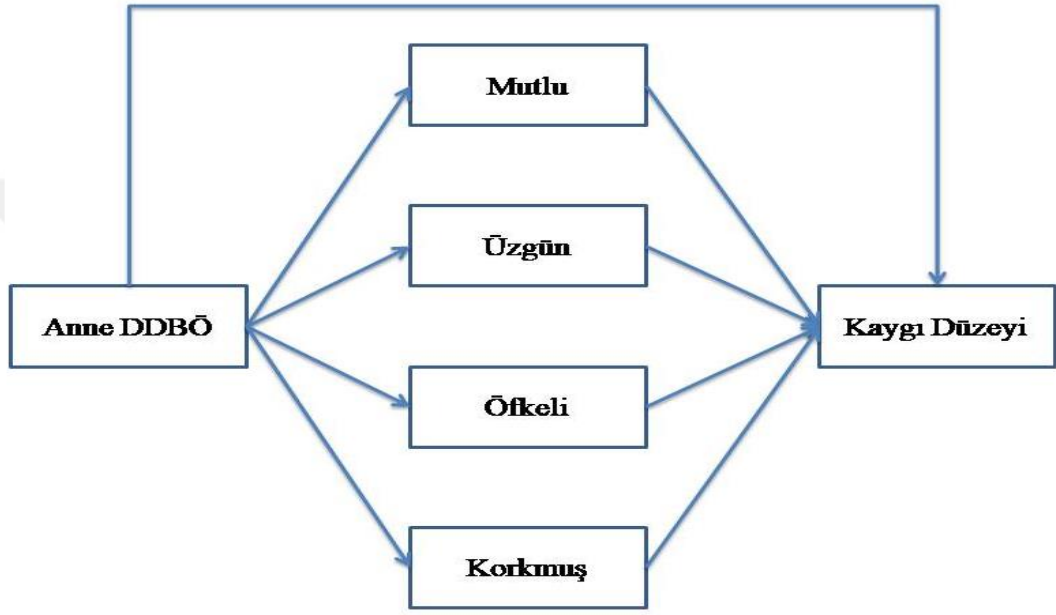 Mutlu
Üzgün
Anne DDBÖ
Kaygı Düzeyi
Öfkeli
Korkmuş